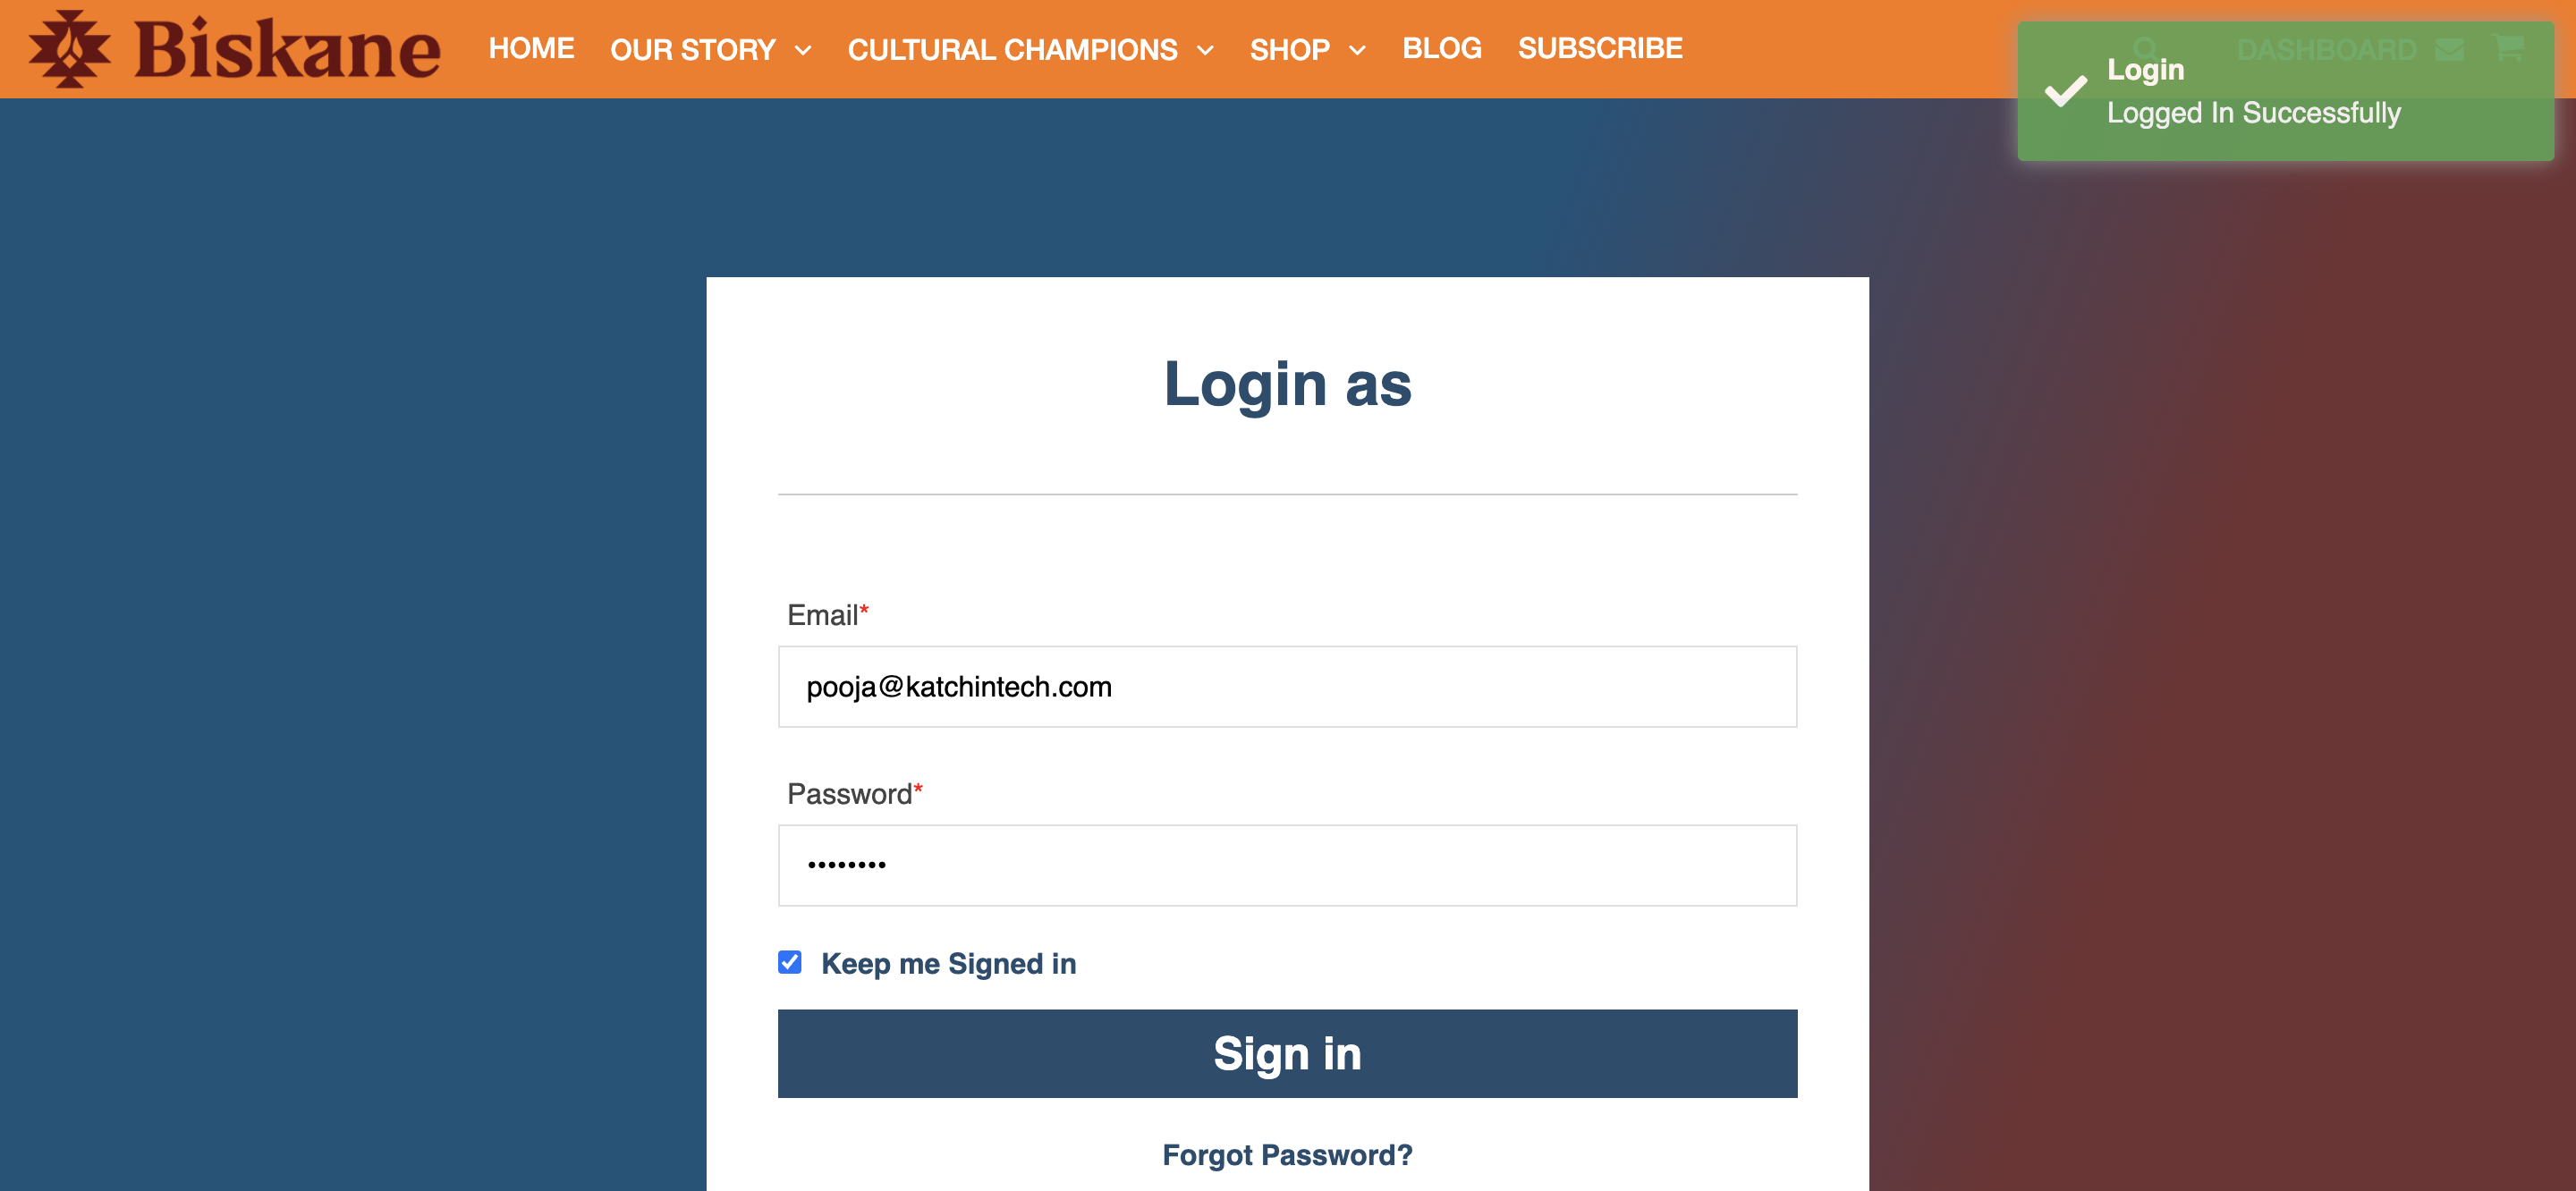 Biskane HOME OUR STORY CULTURAL CHAMPIONS SHOP BLOG SUBSCRIBE DASHBOARD
Login
Logged In Successfully
Login as
Email*
pooja@katchintech.com
Password*
••••••••
Keep me Signed in
Sign in
Forgot Password?